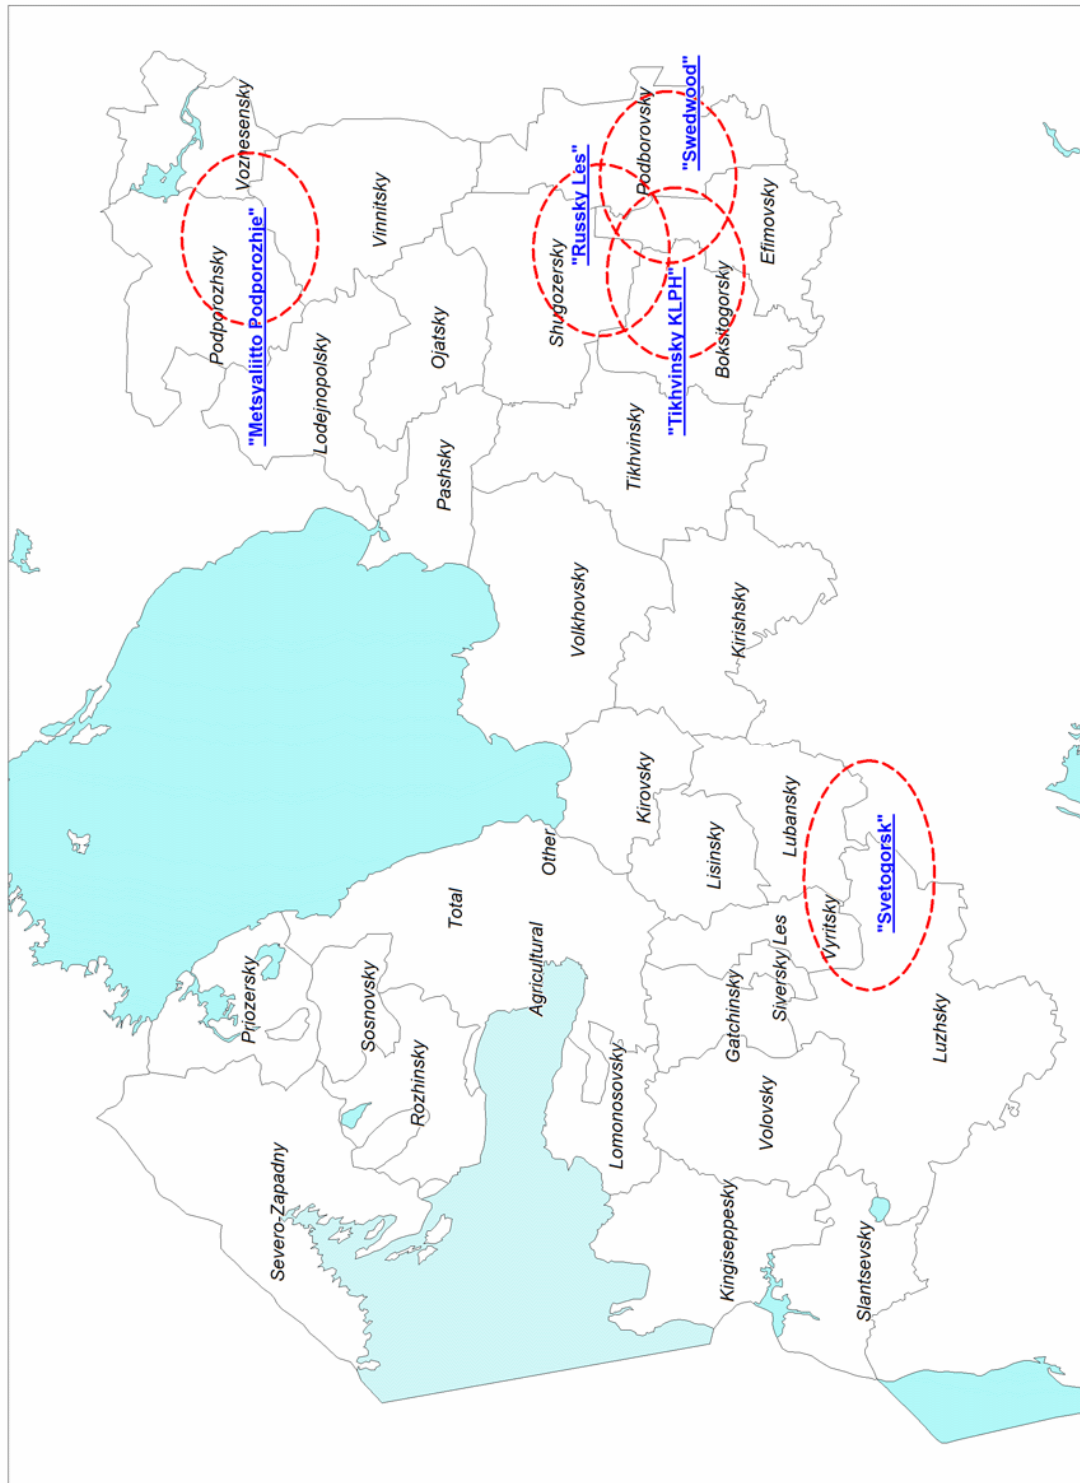 Severo-Zapadny
Priozersky
Sosnovsky
Rozhinsky
Total
Agricultural
Other
Lomonosovsky
Kingiseppesky
Volovsky
Gatchinsky
Siversky Les
Vyritsky
Slantsevsky
Luzhsky
Lisinsky
Kirovsky
Lubansky
"Svetogorsk"
Volkhovsky
Kirishsky
Pashsky
Ojatsky
Lodejnopolsky
Podporozhsky
"Metsyaliitto Podporozhje"
Voznesensky
Vinnitsky
Tikhvinsky
Shugozersky
"Russky Les"
"Tikhvinsky KLPH"
Boksitogorsky
Podborovsky
"Swedwood"
Efimovsky